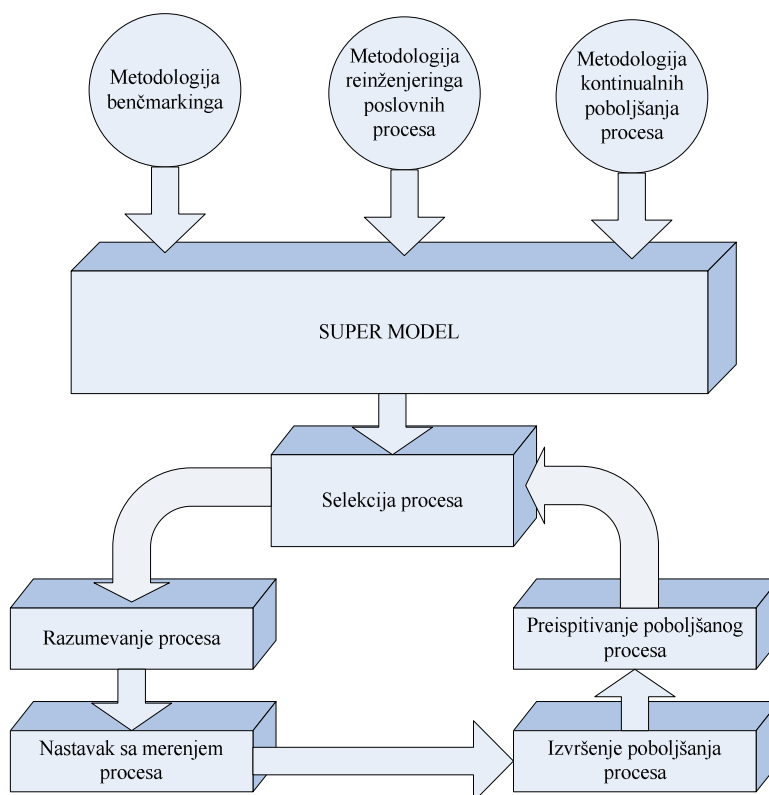 Metodologija
benčmarkinga
Metodologija
reinženjeringa
poslovnih
procesa
Metodologija
kontinualnih
poboljšanja
procesa
SUPER MODEL
Selekcija procesa
Razumevanje procesa
Nastavak sa merenjem
procesa
Izvršenje poboljšanja
procesa
Preispitivanje poboljšanog
procesa